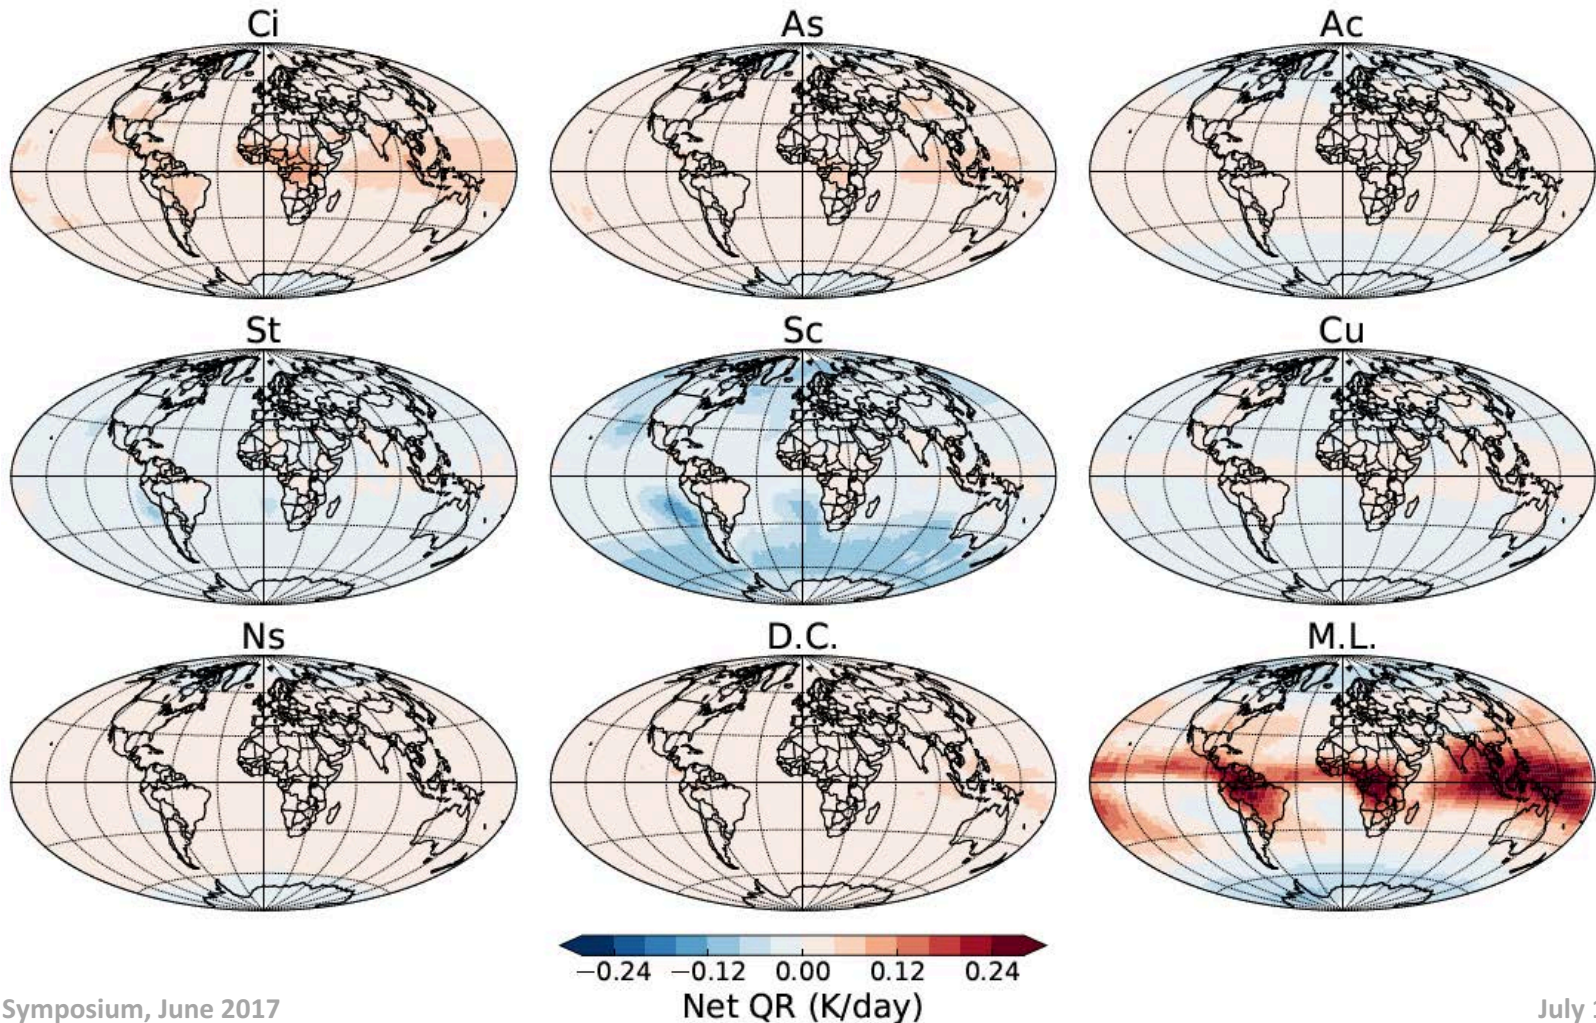 Ci As Ac
St Sc Cu
Ns D.C. M.L.
−0.24 −0.12 0.00 0.12 0.24
Net QR (K/day)
Symposium, June 2017 July